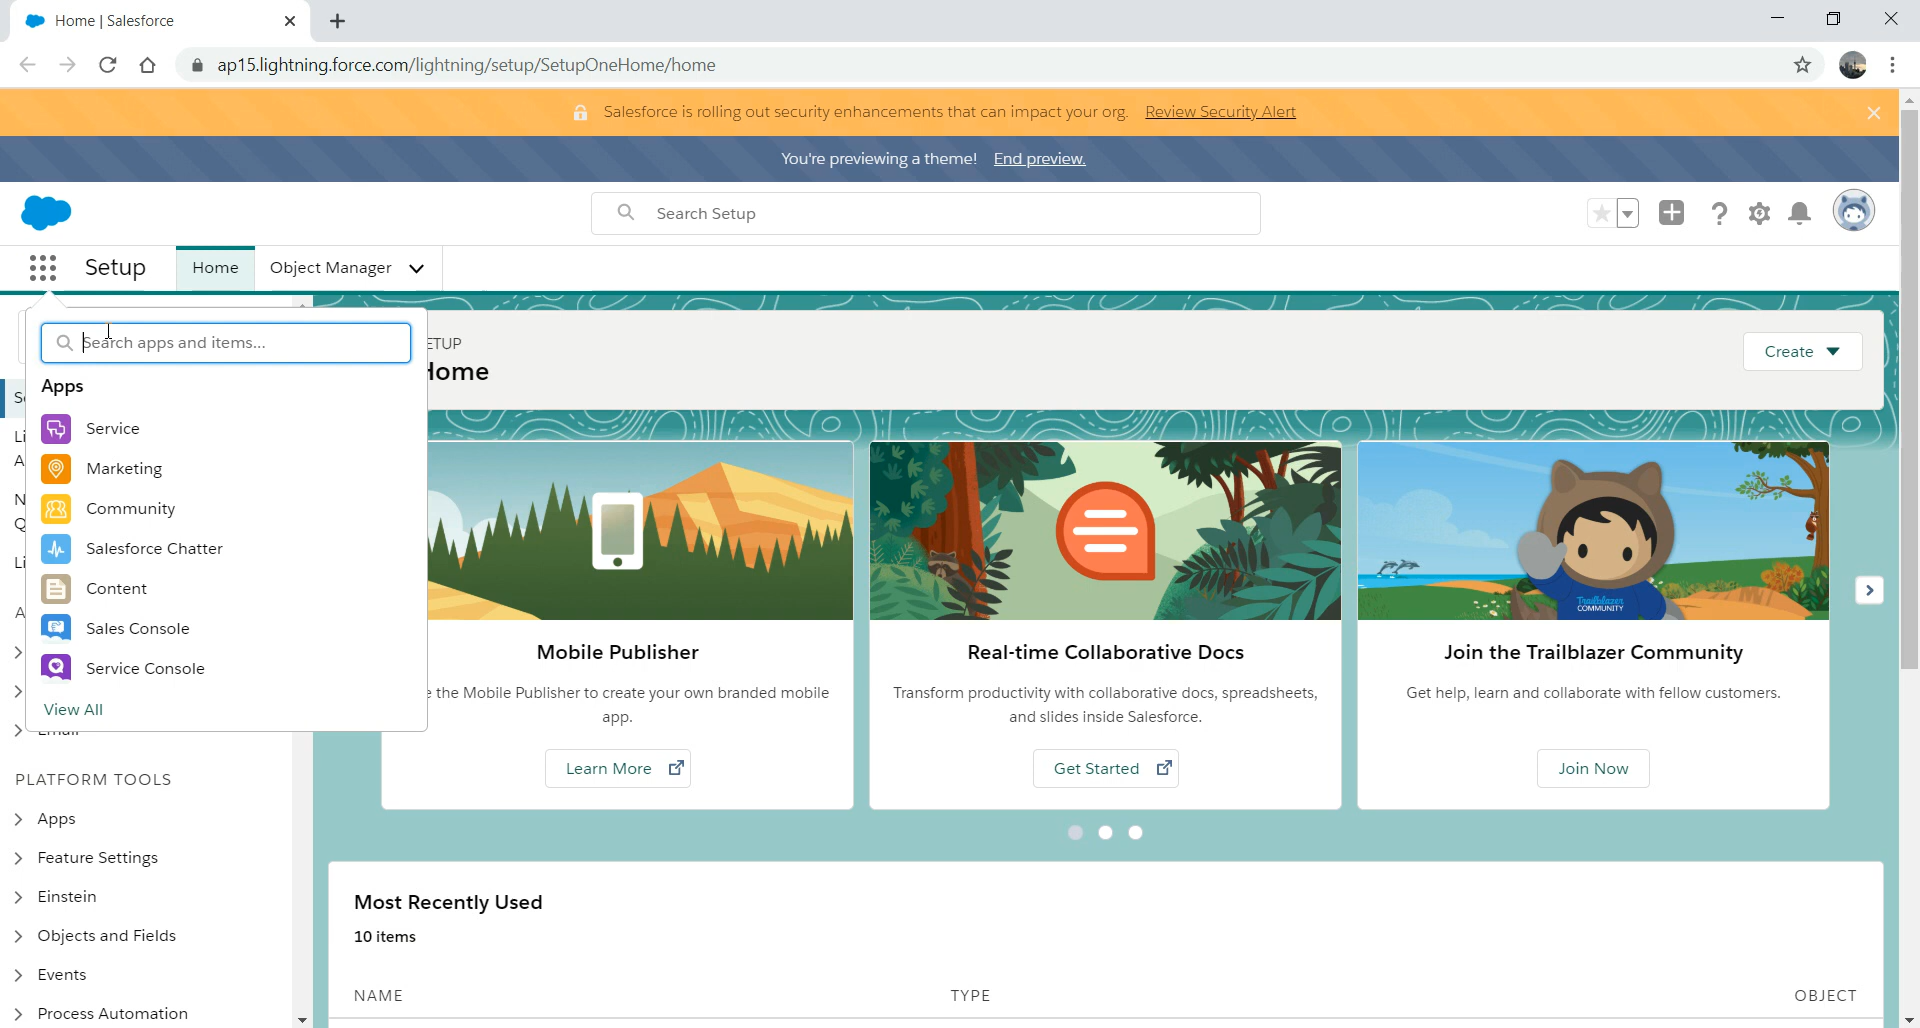 Home | Salesforce
ap15.lightning.force.com/lightning/setup/SetupOneHome/home
Salesforce is rolling out security enhancements that can impact your org. Review Security Alert
You're previewing a theme! End preview.
Search Setup
Setup
Home
Object Manager
Search apps and items...
Apps
Service
Marketing
Community
Salesforce Chatter
Content
Sales Console
Service Console
View All
PLATFORM TOOLS
Apps
Feature Settings
Einstein
Objects and Fields
Events
Process Automation
ETUP
Home
Create
Mobile Publisher
the Mobile Publisher to create your own branded mobile
app.
Learn More
Real-time Collaborative Docs
Transform productivity with collaborative docs, spreadsheets,
and slides inside Salesforce.
Get Started
Trailblazer
COMMUNITY
Join the Trailblazer Community
Get help, learn and collaborate with fellow customers.
Join Now
Most Recently Used
10 items
NAME
TYPE
OBJECT